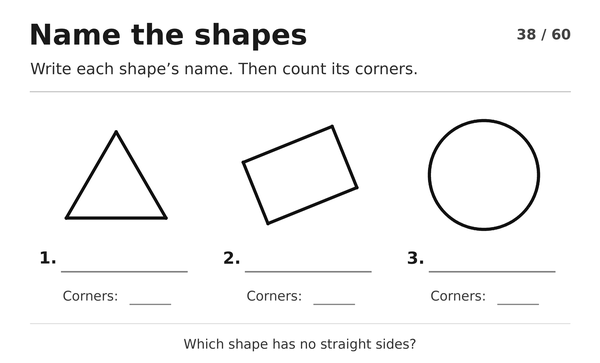 Name the shapes
38 / 60
Write each shape’s name. Then count its corners.
1. 2. 3.
Corners: Corners: Corners:
Which shape has no straight sides?